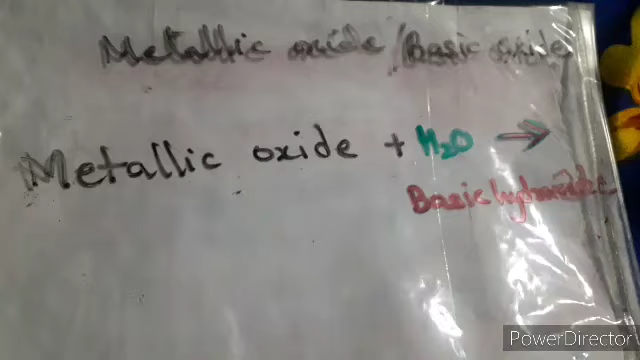 Metallic oxide/Basic oxide
Metallic oxide + H₂O →
Basic hydroxide
PowerDirector